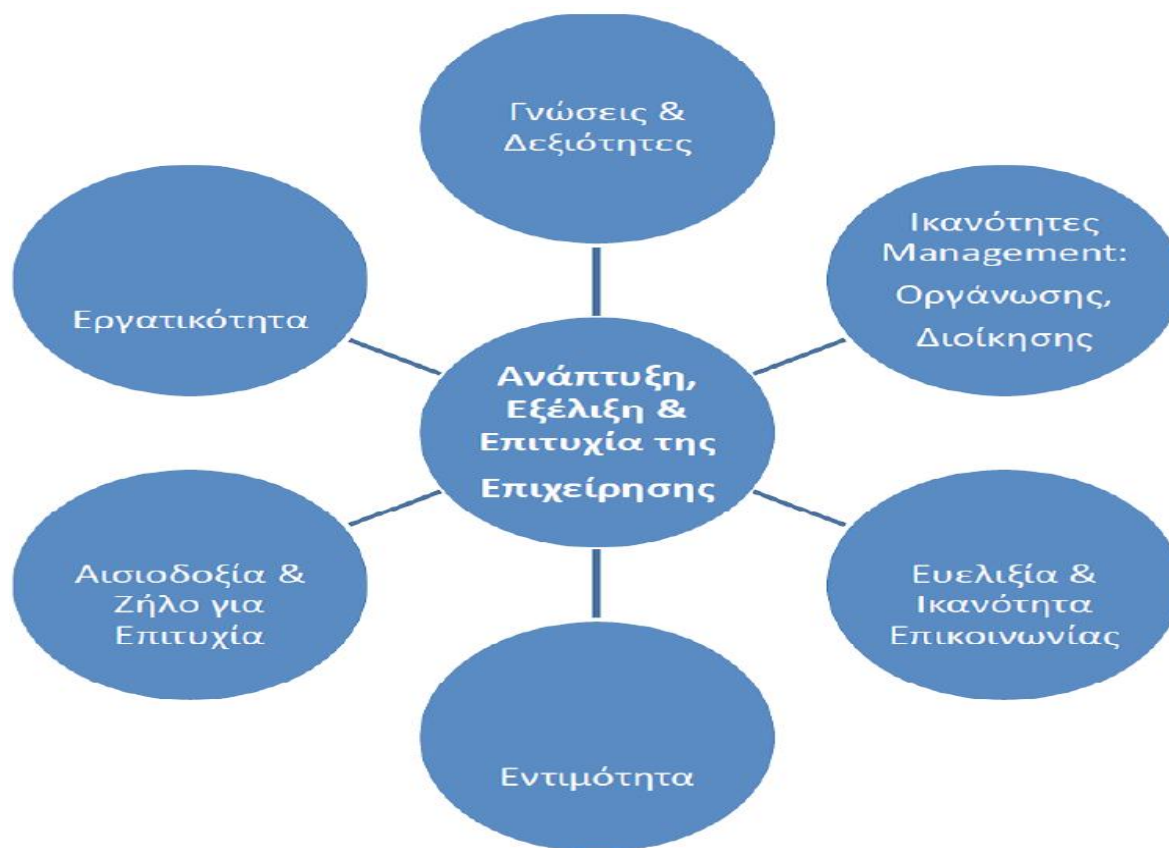 Γνώσεις &
Δεξιότητες
Ικανότητες
Management:
Οργάνωσης,
Διοίκησης
Εργατικότητα
Ανάπτυξη,
Εξέλιξη &
Επιτυχία της
Επιχείρησης
Αισιοδοξία &
Ζήλο για
Επιτυχία
Ευελιξία &
Ικανότητα
Επικοινωνίας
Εντιμότητα